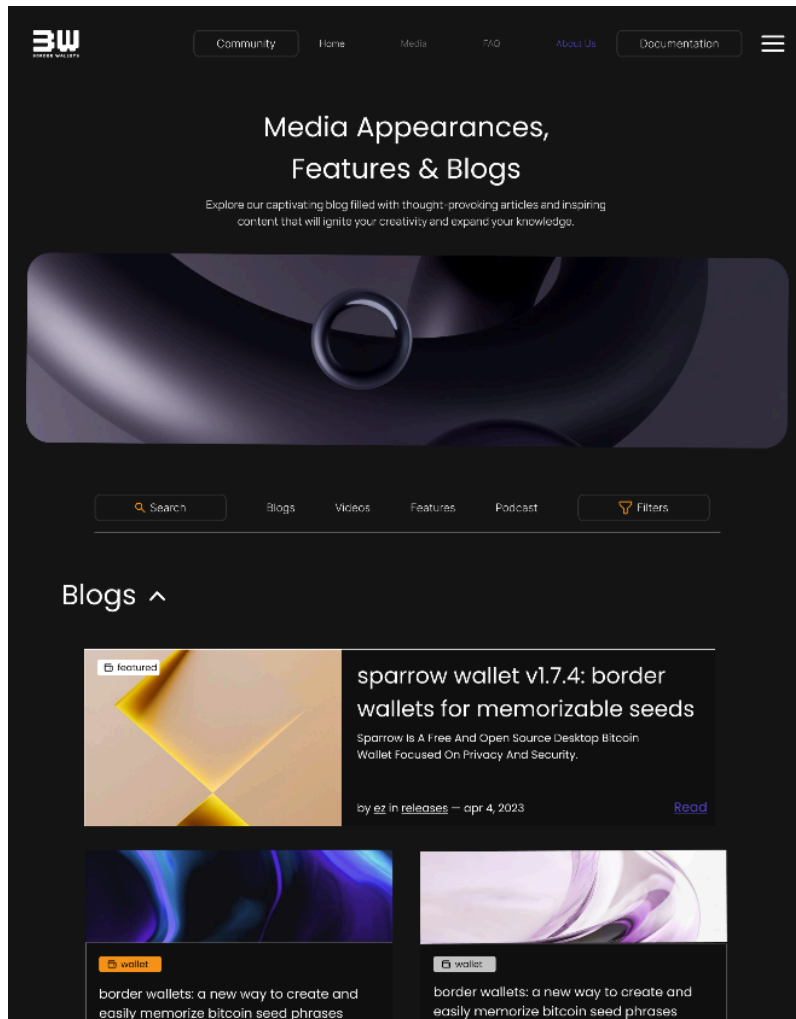 BW
BORDER WALLETS
Community
Home
Media
FAQ
About Us
Documentation
Media Appearances,
Features & Blogs
Explore our captivating blog filled with thought-provoking articles and inspiring
content that will ignite your creativity and expand your knowledge.
Search
Blogs
Videos
Features
Podcast
Filters
Blogs
featured
sparrow wallet v1.7.4: border
wallets for memorizable seeds
Sparrow Is A Free And Open Source Desktop Bitcoin
Wallet Focused On Privacy And Security.
by ez in releases — apr 4, 2023
Read
wallet
border wallets: a new way to create and
easily memorize bitcoin seed phrases
wallet
border wallets: a new way to create and
easily memorize bitcoin seed phrases